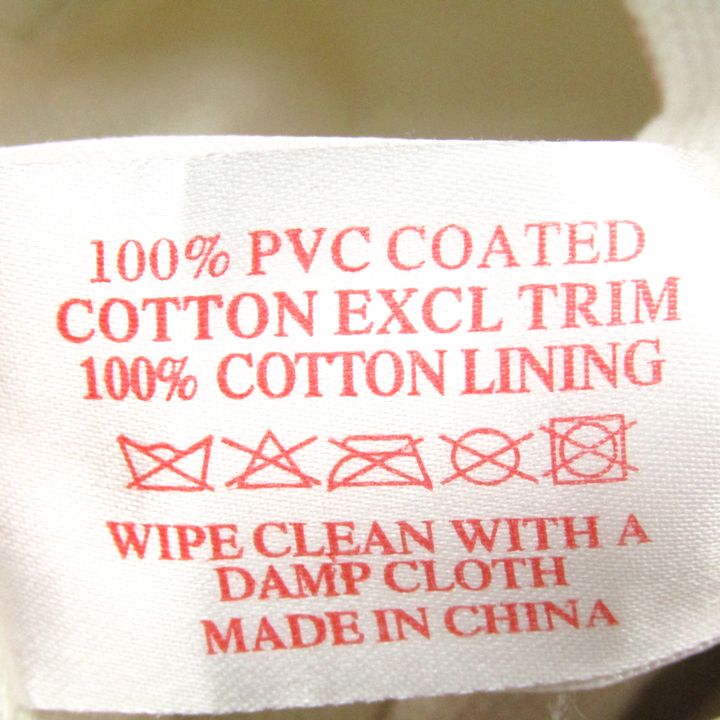 100% PVC COATED
COTTON EXCL TRIM
100% COTTON LINING
WIPE CLEAN WITH A
DAMP CLOTH
MADE IN CHINA